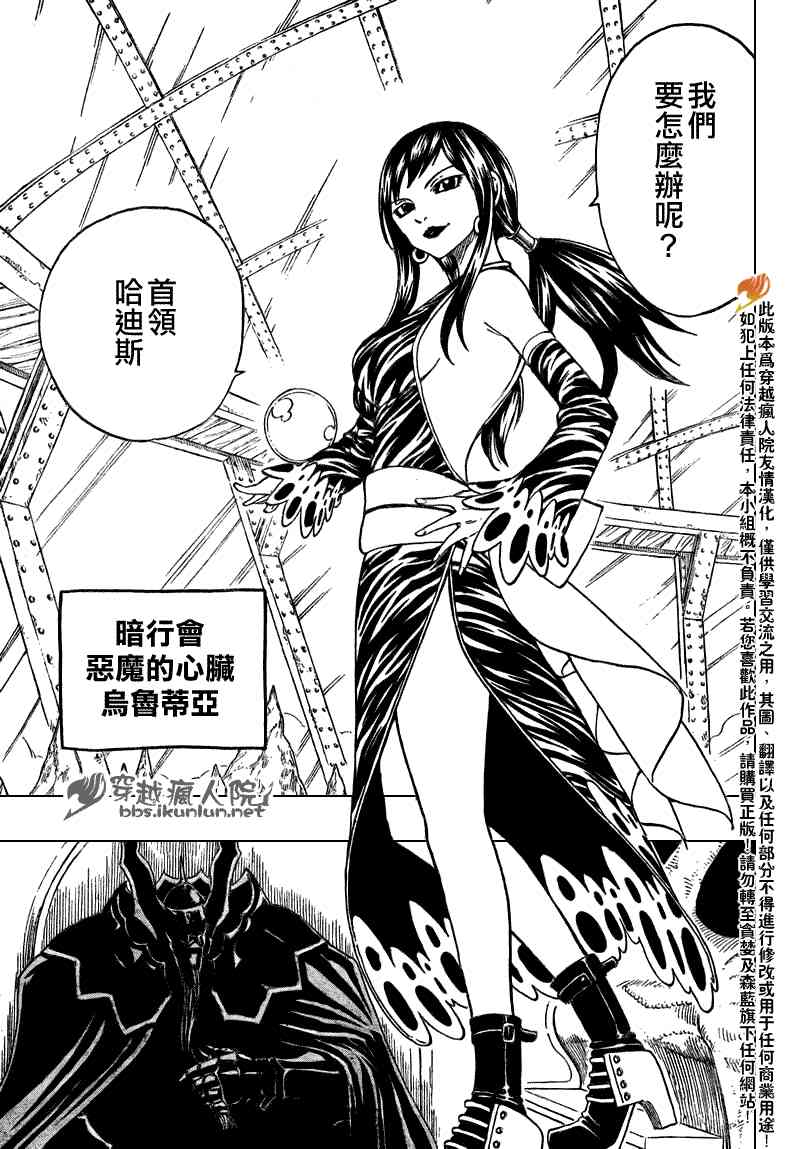 我們
要怎麼辦呢？
首領
哈迪斯
暗行會
惡魔的心臟
烏魯蒂亞
穿越瘋人院
bbs.ikunlun.net
此版本爲穿越瘋人院友情漢化，僅供學習交流之用，其圖、翻譯以及任何部分不得進行修改或用于任何商業用途！
如犯上任何法律責任，本小組概不負責。若您喜歡此作品，請購買正版！請勿轉至貪婪及森藍旗下任何網站！